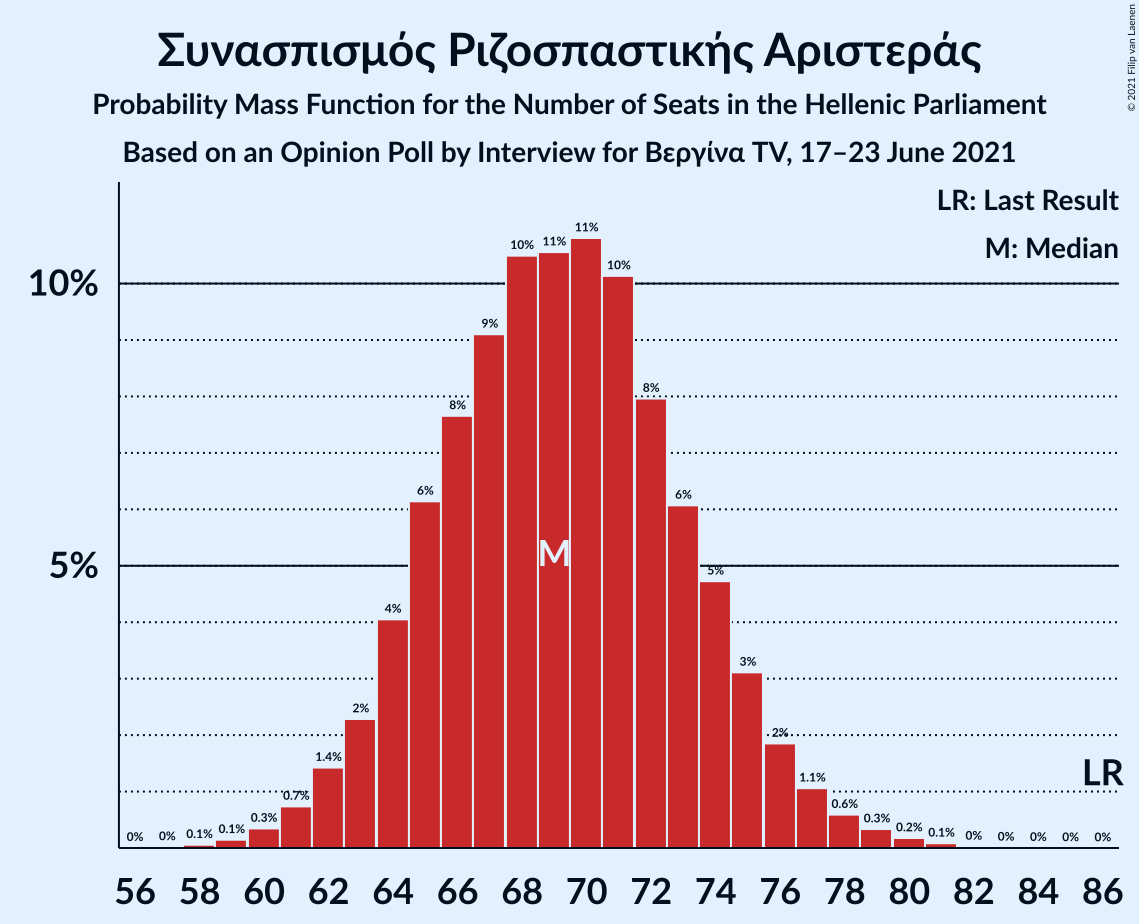 Συνασπισμός Ριζοσπαστικής Αριστεράς
Probability Mass Function for the Number of Seats in the Hellenic Parliament
Based on an Opinion Poll by Interview for Βεργίνα TV, 17–23 June 2021
© 2021 Filip van Laenen
LR: Last Result
M: Median
10%
5%
0% 0% 0.1% 0.1% 0.3% 0.7% 1.4% 2% 4% 6% 8% 9% 10% 11% 11% 10% 8% 6% 5% 3% 2% 1.1% 0.6% 0.3% 0.2% 0.1% 0% 0% 0% 0% 0%
M
LR
56 58 60 62 64 66 68 70 72 74 76 78 80 82 84 86